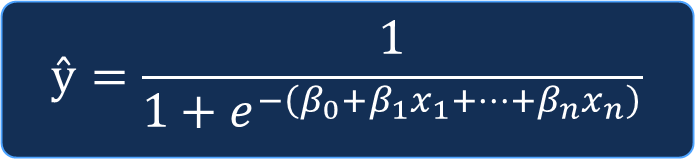 ŷ = 1 / (1 + e^−(β₀+β₁x₁+⋯+βₙxₙ))